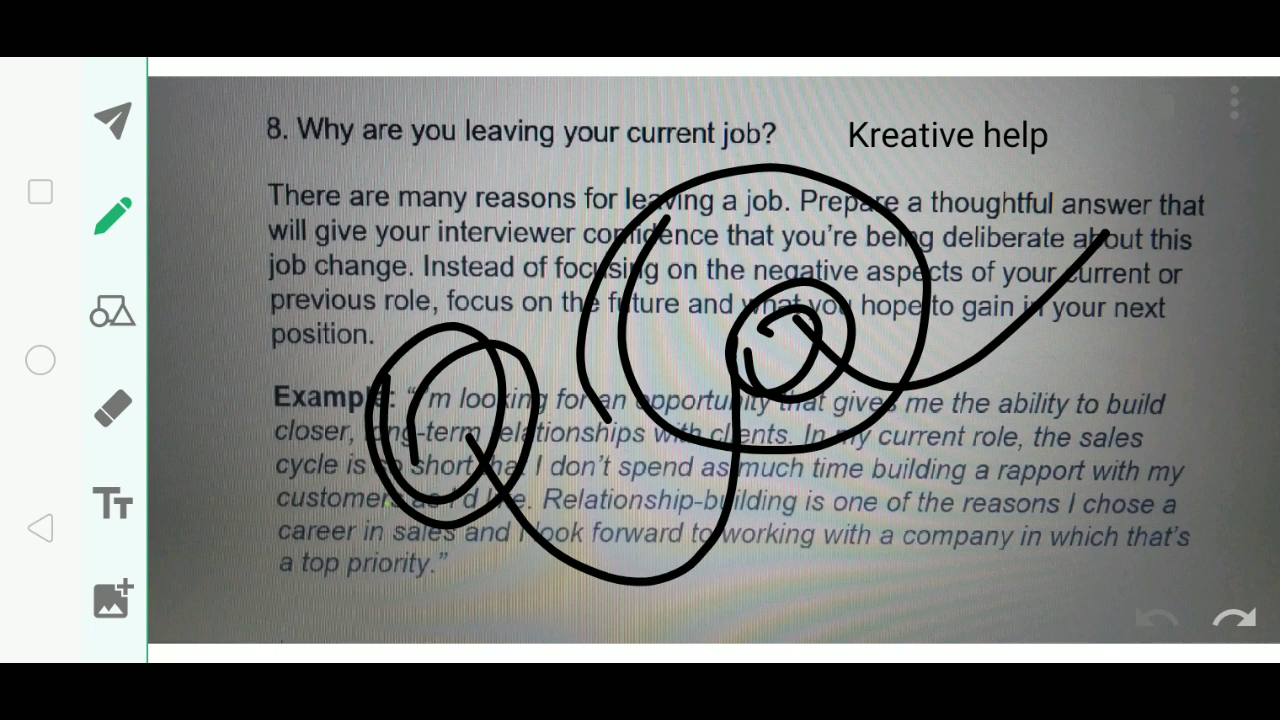 8. Why are you leaving your current job?
Kreative help
There are many reasons for leaving a job. Prepare a thoughtful answer that
will give your interviewer confidence that you're being deliberate about this
job change. Instead of focusing on the negative aspects of your current or
previous role, focus on the future and what you hope to gain in your next
position.
Example: “I'm looking for an opportunity that gives me the ability to build
closer, long-term relationships with clients. In my current role, the sales
cycle is so short that I don't spend as much time building a rapport with my
customers as I'd like. Relationship-building is one of the reasons I chose a
career in sales and I look forward to working with a company in which that's
a top priority.”
TT